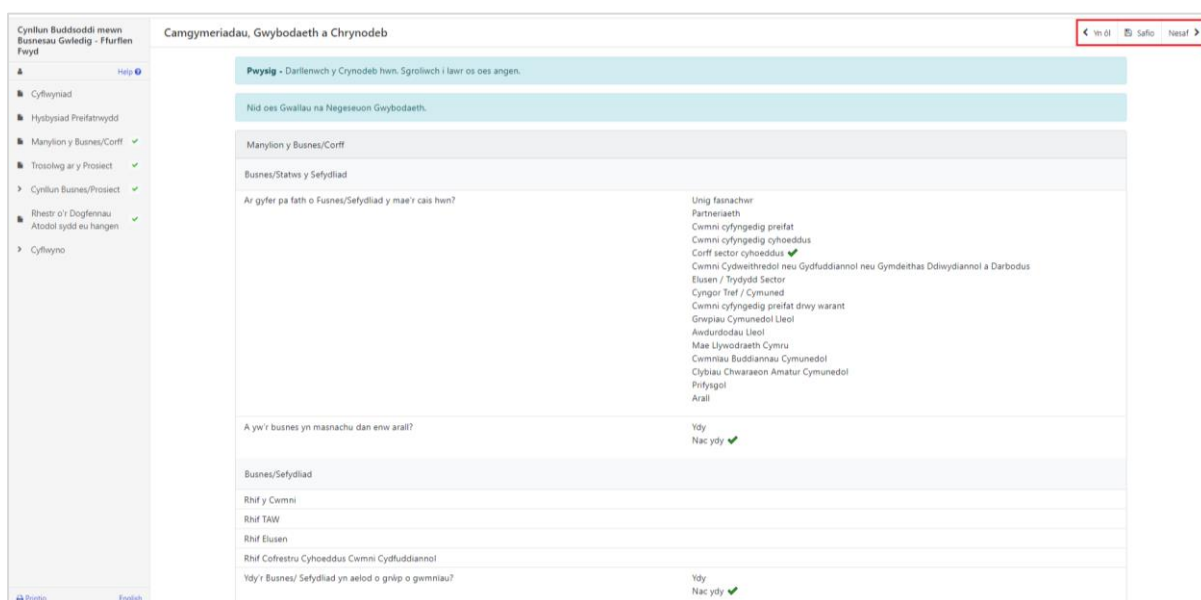 Cynllun Buddsoddi mewn
Busnesau Gwledig - Ffurflen
Fwyd
Help
Cyflwyniad
Hysbysiad Preifatrwydd
Manylion y Busnes/Corff
Trosolwg ar y Prosiect
Cynllun Busnes/Prosiect
Rhestr o'r Dogfennau
Atodol sydd eu hangen
Cyflwyno
Printio English
Camgymeriadau, Gwybodaeth a Chrynodeb
Yn ôl Safio Nesaf
Pwysig - Darllenwch y Crynodeb hwn. Sgroliwch i lawr os oes angen.
Nid oes Gwallau na Negeseuon Gwybodaeth.
Manylion y Busnes/Corff
Busnes/Statws y Sefydliad
Ar gyfer pa fath o Fusnes/Sefydliad y mae'r cais hwn?
Unig fasnachwr
Partneriaeth
Cwmni cyfyngedig preifat
Cwmni cyfyngedig cyhoeddus
Corff sector cyhoeddus
Cwmni Cydweithredol neu Gydfuddiannol neu Gymdeithas Ddiwydiannol a Darbodus
Elusen / Trydydd Sector
Cyngor Tref / Cymuned
Cwmni cyfyngedig preifat drwy warant
Grwpiau Cymunedol Lleol
Awdurdodau Lleol
Mae Llywodraeth Cymru
Cwmniau Buddiannau Cymunedol
Clybiau Chwaraeon Amatur Cymunedol
Prifysgol
Arall
A yw'r busnes yn masnachu dan enw arall?
Ydy
Nac ydy
Busnes/Sefydliad
Rhif y Cwmni
Rhif TAW
Rhif Elusen
Rhif Cofrestru Cyhoeddus Cwmni Cydfuddiannol
Ydy'r Busnes/ Sefydliad yn aelod o grŵp o gwmniau?
Ydy
Nac ydy